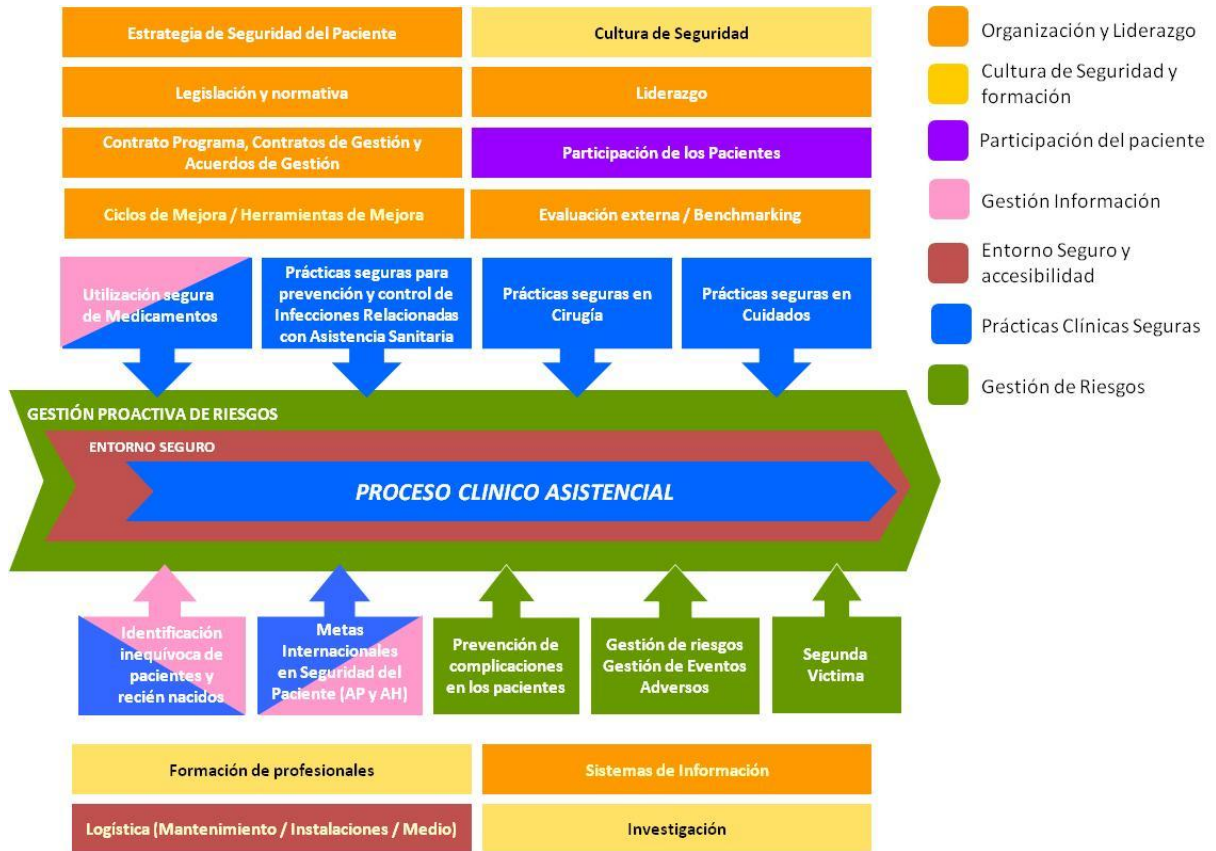 Estrategia de Seguridad del Paciente
Cultura de Seguridad
Legislación y normativa
Liderazgo
Contrato Programa, Contratos de Gestión y
Acuerdos de Gestión
Participación de los Pacientes
Ciclos de Mejora / Herramientas de Mejora
Evaluación externa / Benchmarking
Utilización segura
de Medicamentos
Prácticas seguras para
prevención y control de
Infecciones Relacionadas
con Asistencia Sanitaria
Prácticas seguras en
Cirugía
Prácticas seguras en
Cuidados
GESTIÓN PROACTIVA DE RIESGOS
ENTORNO SEGURO
PROCESO CLINICO ASISTENCIAL
Identificación
inequívoca de
pacientes y
recién nacidos
Metas
Internacionales
en Seguridad del
Paciente (AP y AH)
Prevención de
complicaciones
en los pacientes
Gestión de riesgos
Gestión de Eventos
Adversos
Segunda
Victima
Formación de profesionales
Sistemas de Información
Logística (Mantenimiento / Instalaciones / Medio)
Investigación
Organización y Liderazgo
Cultura de Seguridad y
formación
Participación del paciente
Gestión Información
Entorno Seguro y
accesibilidad
Prácticas Clínicas Seguras
Gestión de Riesgos